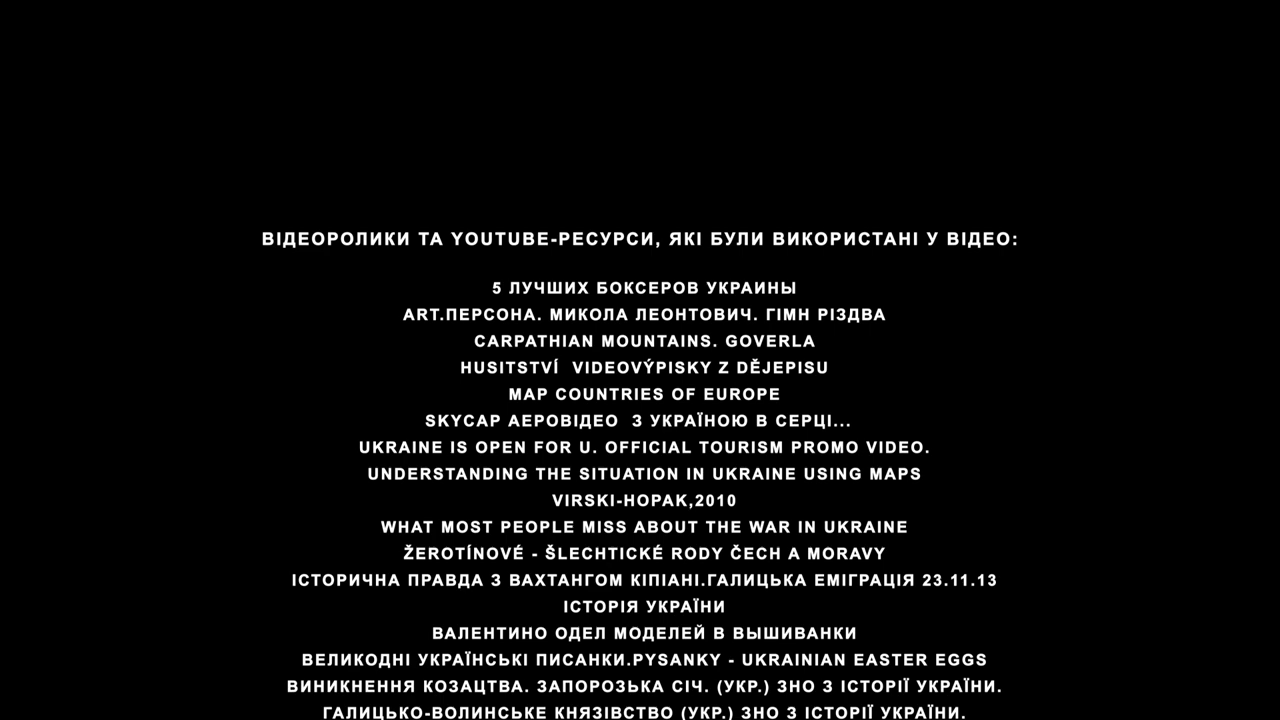 ВІДЕОРОЛИКИ ТА YOUTUBE-РЕСУРСИ, ЯКІ БУЛИ ВИКОРИСТАНІ У ВІДЕО:
5 ЛУЧШИХ БОКСЕРОВ УКРАИНЫ
ART.ПЕРСОНА. МИКОЛА ЛЕОНТОВИЧ. ГІМН РІЗДВА
CARPATHIAN MOUNTAINS. GOVERLA
HUSITSTVÍ  VIDEOVÝPISKY Z DĚJEPISU
MAP COUNTRIES OF EUROPE
SKYCAP АЕРОВІДЕО  З УКРАЇНОЮ В СЕРЦІ...
UKRAINE IS OPEN FOR U. OFFICIAL TOURISM PROMO VIDEO.
UNDERSTANDING THE SITUATION IN UKRAINE USING MAPS
VIRSKI-HOPAK,2010
WHAT MOST PEOPLE MISS ABOUT THE WAR IN UKRAINE
ŽEROTÍNOVÉ - ŠLECHTICKÉ RODY ČECH A MORAVY
ІСТОРИЧНА ПРАВДА З ВАХТАНГОМ КІПІАНІ.ГАЛИЦЬКА ЕМІГРАЦІЯ 23.11.13
ІСТОРІЯ УКРАЇНИ
ВАЛЕНТИНО ОДЕЛ МОДЕЛЕЙ В ВЫШИВАНКИ
ВЕЛИКОДНІ УКРАЇНСЬКІ ПИСАНКИ.PYSANKY - UKRAINIAN EASTER EGGS
ВИНИКНЕННЯ КОЗАЦТВА. ЗАПОРОЗЬКА СІЧ. (УКР.) ЗНО З ІСТОРІЇ УКРАЇНИ.
ГАЛИЦЬКО-ВОЛИНСЬКЕ КНЯЗІВСТВО (УКР.) ЗНО З ІСТОРІЇ УКРАЇНИ.